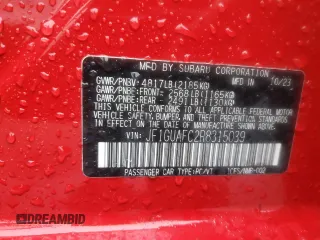 MFD BY SUBARU CORPORATION 10/23
GVWR/PNBV: 4817LB(2185KG)
GAWR/PNBE:FRONT- 2568LB(1165KG)
GAWR/PNBE:REAR - 2491LB(1130KG)
THIS VEHICLE CONFORMS TO ALL
APPLICABLE FEDERAL MOTOR VEHICLE
SAFETY, BUMPER, AND THEFT PREVENTION
STANDARDS IN EFFECT ON THE DATE OF
MANUFACTURE SHOWN ABOVE.
VIN: JF1GUAFC2R8315039
PASSENGER CAR TYPE:
DREAMBID